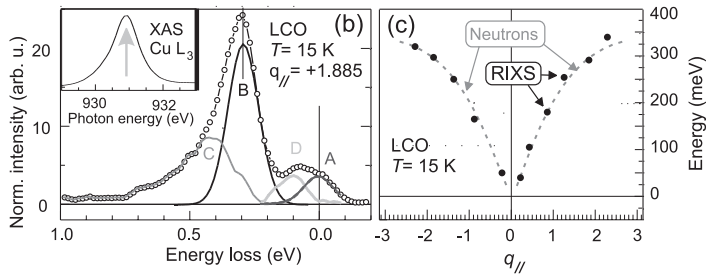 25
20
10
0
Norm. intensity (arb. u.)
XAS
Cu L3
930 932
Photon energy (eV)
(b)
LCO
T= 15 K
q// = +1.885
B
C
D
A
1.0 0.5 0.0
Energy loss (eV)
(c)
Neutrons
RIXS
LCO
T= 15 K
400
300
200
100
0
Energy (meV)
-3 -2 -1 0 1 2 3
q//